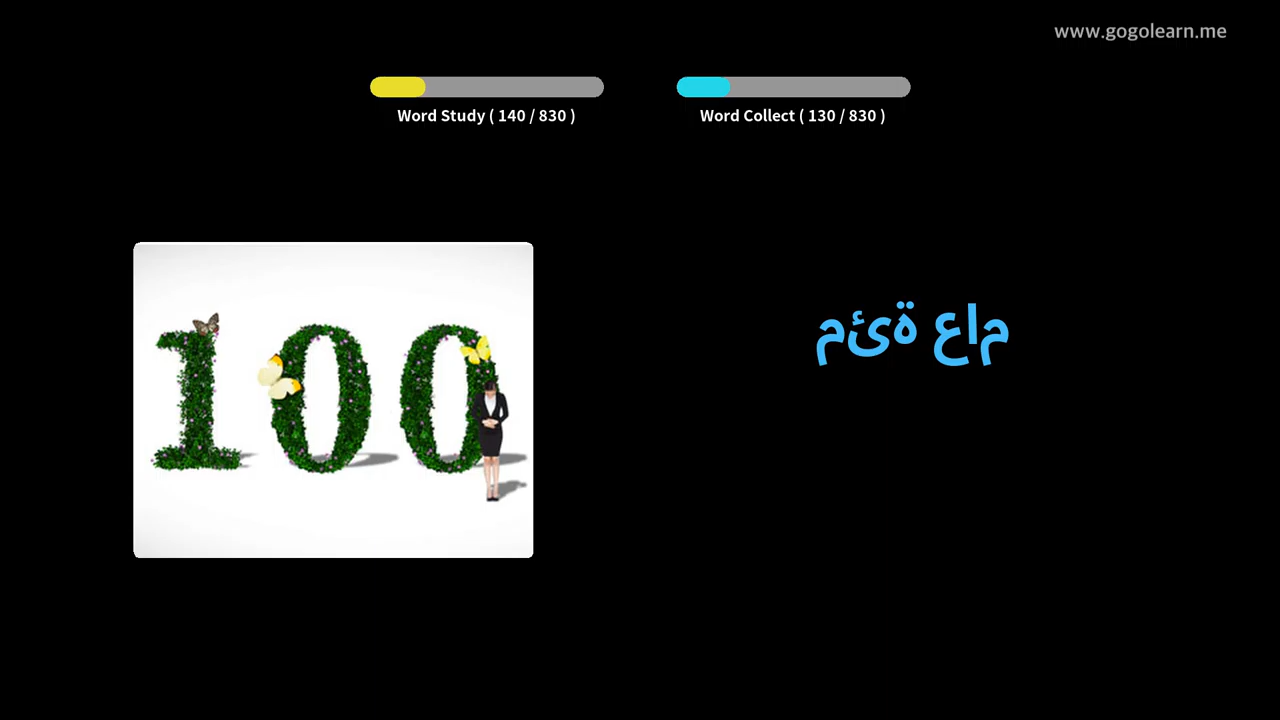 www.gogolearn.me
Word Study ( 140 / 830 )
Word Collect ( 130 / 830 )
100
مئة عام